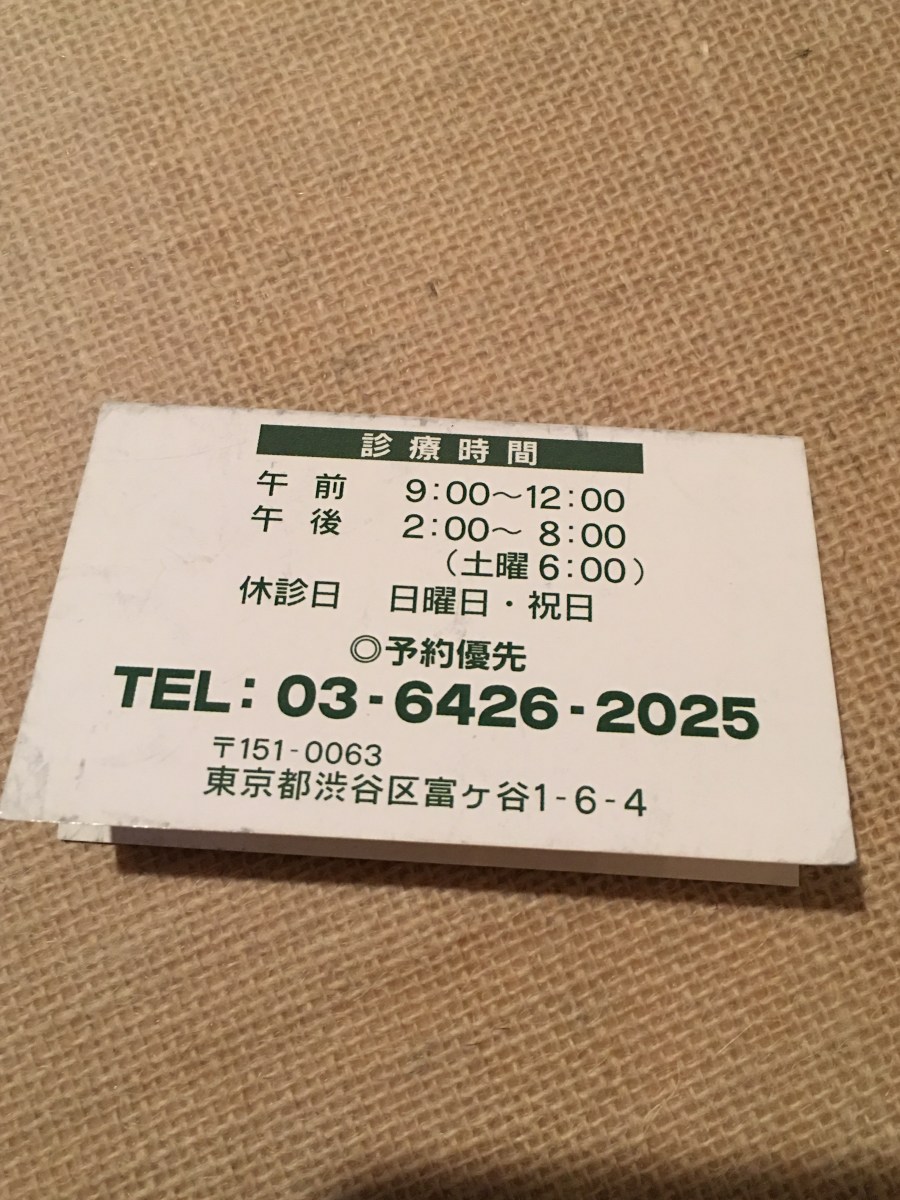 診療時間
午前 9:00〜12:00
午後 2:00〜 8:00
(土曜6:00)
休診日 日曜日・祝日
◎予約優先
TEL: 03-6426-2025
〒151-0063
東京都渋谷区富ヶ谷1-6-4